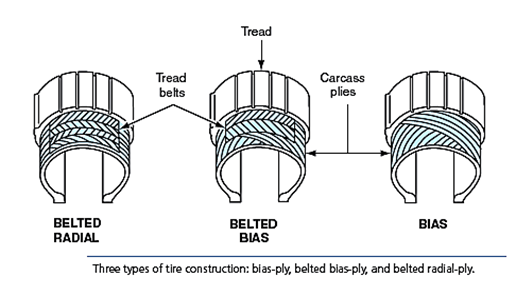 Tread
Tread
belts
Carcass
plies
BELTED
RADIAL
BELTED
BIAS
BIAS
Three types of tire construction: bias-ply, belted bias-ply, and belted radial-ply.